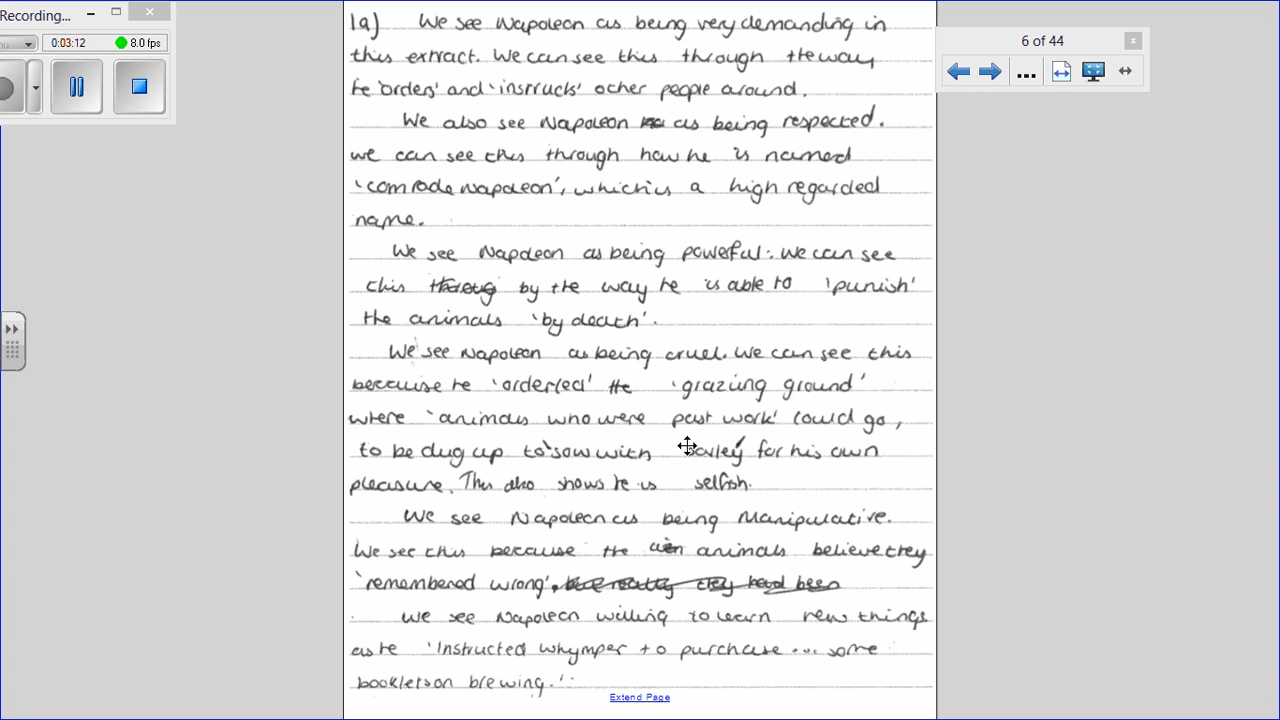 Recording...
03:12
8.0 fps
6 of 44
1a) We see Napoleon as being very demanding in
this extract. We can see this through the way
he 'orders' and 'instructs' other people around.
We also see Napoleon as being respected.
we can see this through how he is named
'comrade Napoleon', which is a high regarded
name.
We see Napoleon as being powerful. we can see
this by the way he is able to 'punish'
the animals 'by death'.
We see Napoleon as being cruel. We can see this
because he 'order(ed' the 'grazing ground'
where 'animals who were past work' could go,
to be dug up to 'sow with barley' for his own
pleasure. This also shows he is selfish.
We see Napoleon as being Manipulative.
We see this because the animals believe they
'remembered wrong'.
We see Napoleon willing to learn new things
as he 'Instructed whymper to purchase... some
booklets on brewing.'
Extend Page